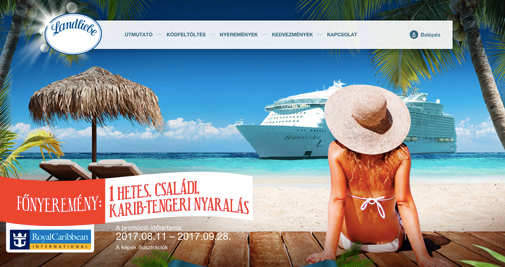 Landliebe
ÚTMUTATÓ
KÓDFELTÖLTÉS
NYEREMÉNYEK
KEDVEZMÉNYEK
KAPCSOLAT
Belépés
FŐNYEREMÉNY:
1 HETES, CSALÁDI,
KARIB-TENGERI NYARALÁS
RoyalCaribbean
INTERNATIONAL
A promóció időtartama:
2017.08.11 – 2017.09.28.
A képek illusztrációk